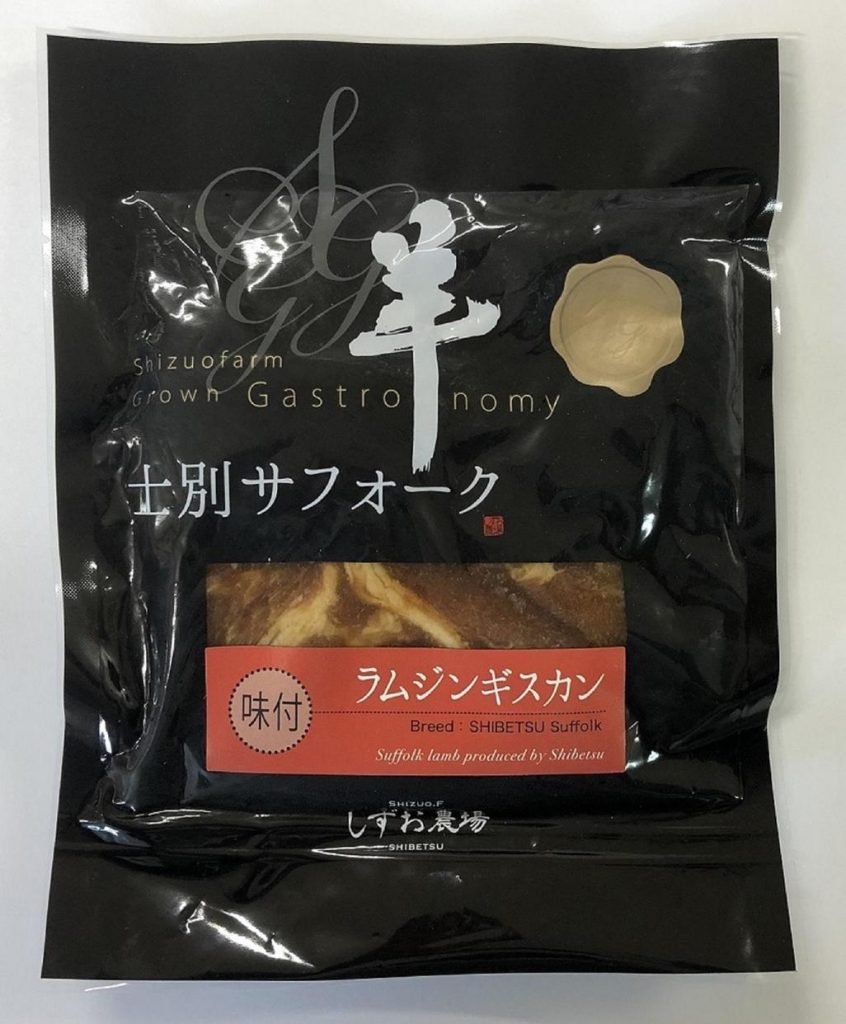 SGG
羊
Shizuofarm
Grown Gastronomy
士別サフォーク
味付
ラムジンギスカン
Breed : SHIBETSU Suffolk
Suffolk lamb produced by Shibetsu
SHIZUO.F
しずお農場
SHIBETSU